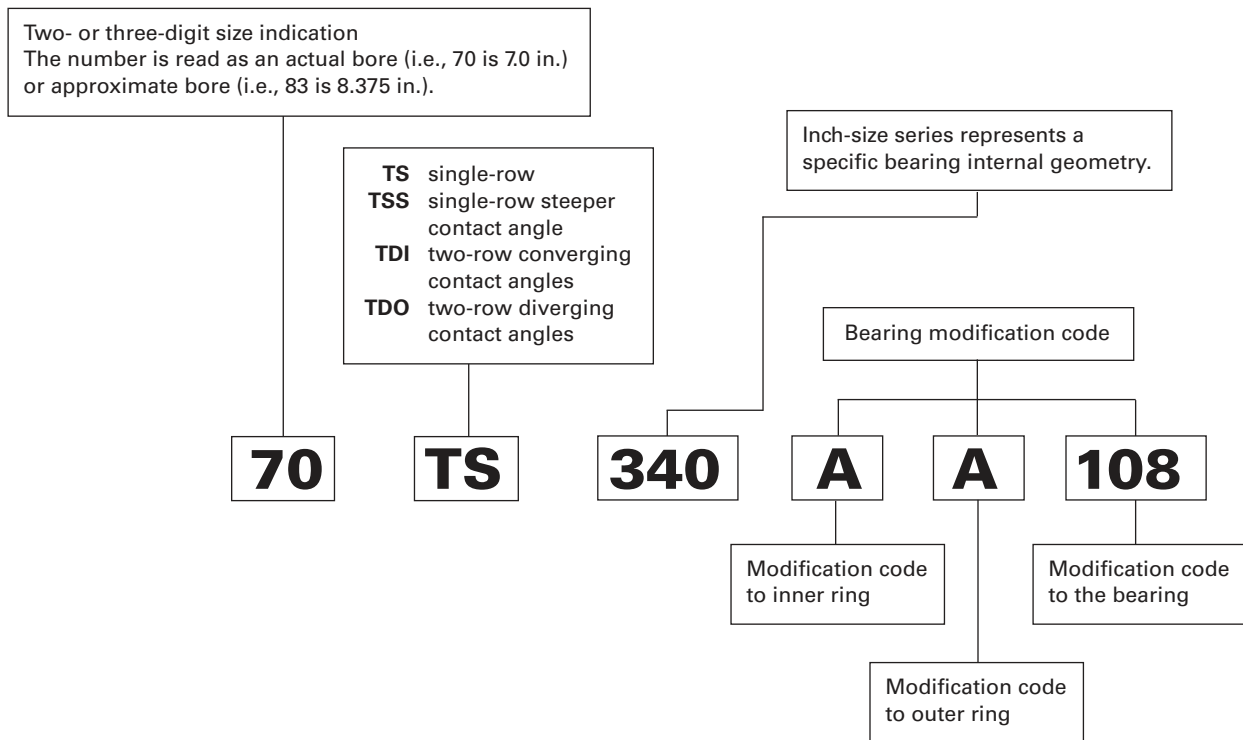 Two- or three-digit size indication
The number is read as an actual bore (i.e., 70 is 7.0 in.)
or approximate bore (i.e., 83 is 8.375 in.).
Inch-size series represents a
specific bearing internal geometry.
TS single-row
TSS single-row steeper
contact angle
TDI two-row converging
contact angles
TDO two-row diverging
contact angles
Bearing modification code
70 TS 340 A A 108
Modification code
to inner ring
Modification code
to the bearing
Modification code
to outer ring